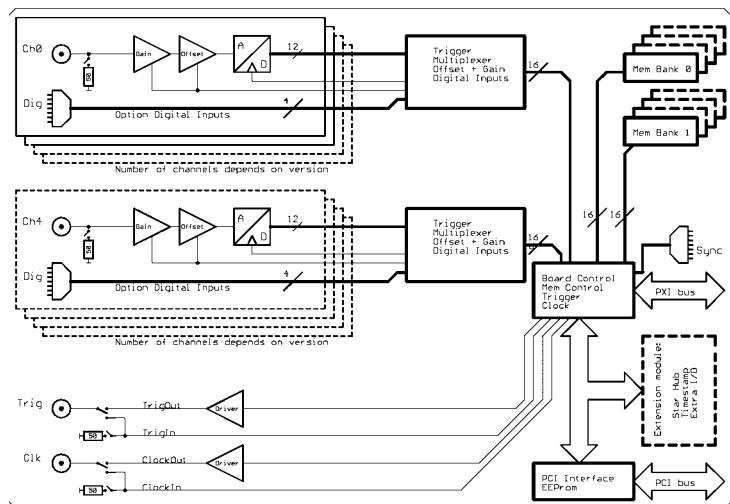 Ch0
50
Gain
Offset
A
D
12
Dig
4
Option Digital Inputs
Number of channels depends on version
Trigger
Multiplexer
Offset + Gain
Digital Inputs
16
Mem Bank 0
Mem Bank 1
16
16
Ch4
50
Gain
Offset
A
D
12
Dig
4
Option Digital Inputs
Number of channels depends on version
Trigger
Multiplexer
Offset + Gain
Digital Inputs
16
Board Control
Mem Control
Trigger
Clock
Sync
PXI bus
Extension module:
Star Hub
Timestamp
Extra I/O
Trig
TrigOut
Driver
50
TrigIn
Clk
ClockOut
Driver
50
ClockIn
PCI Interface
EEProm
PCI bus